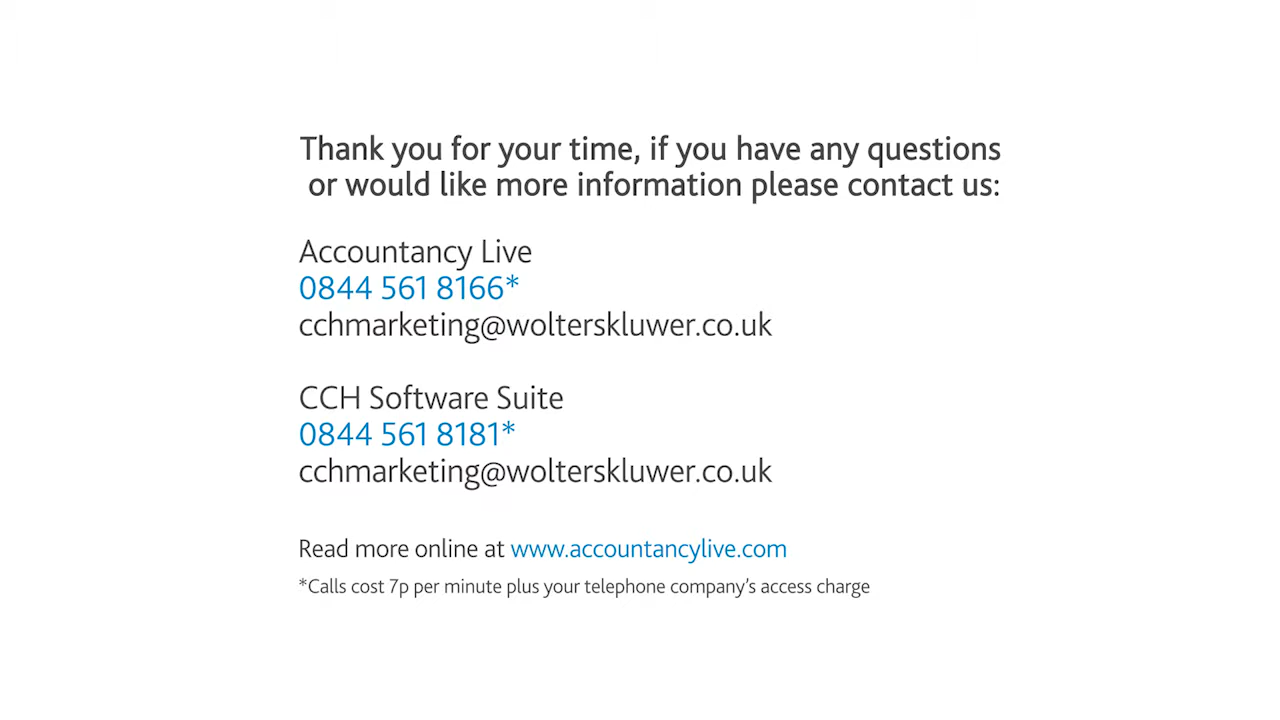 Thank you for your time, if you have any questions
or would like more information please contact us:
Accountancy Live
0844 561 8166*
cchmarketing@wolterskluwer.co.uk
CCH Software Suite
0844 561 8181*
cchmarketing@wolterskluwer.co.uk
Read more online at www.accountancylive.com
*Calls cost 7p per minute plus your telephone company’s access charge